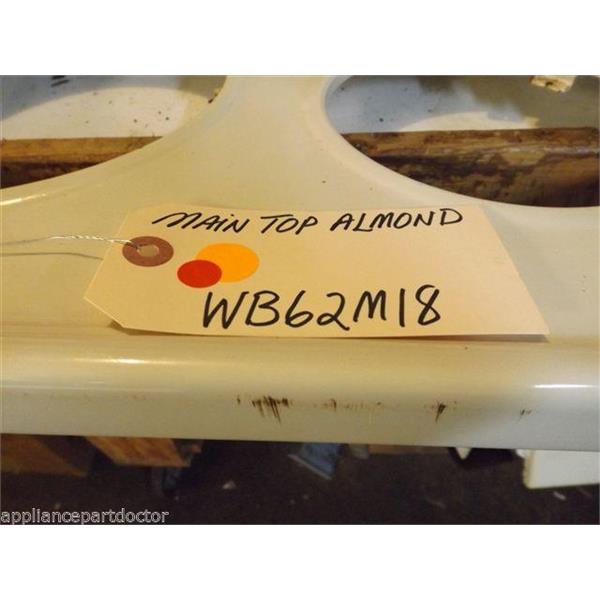 MAIN TOP ALMOND
WB62M18
appliancepartdoctor